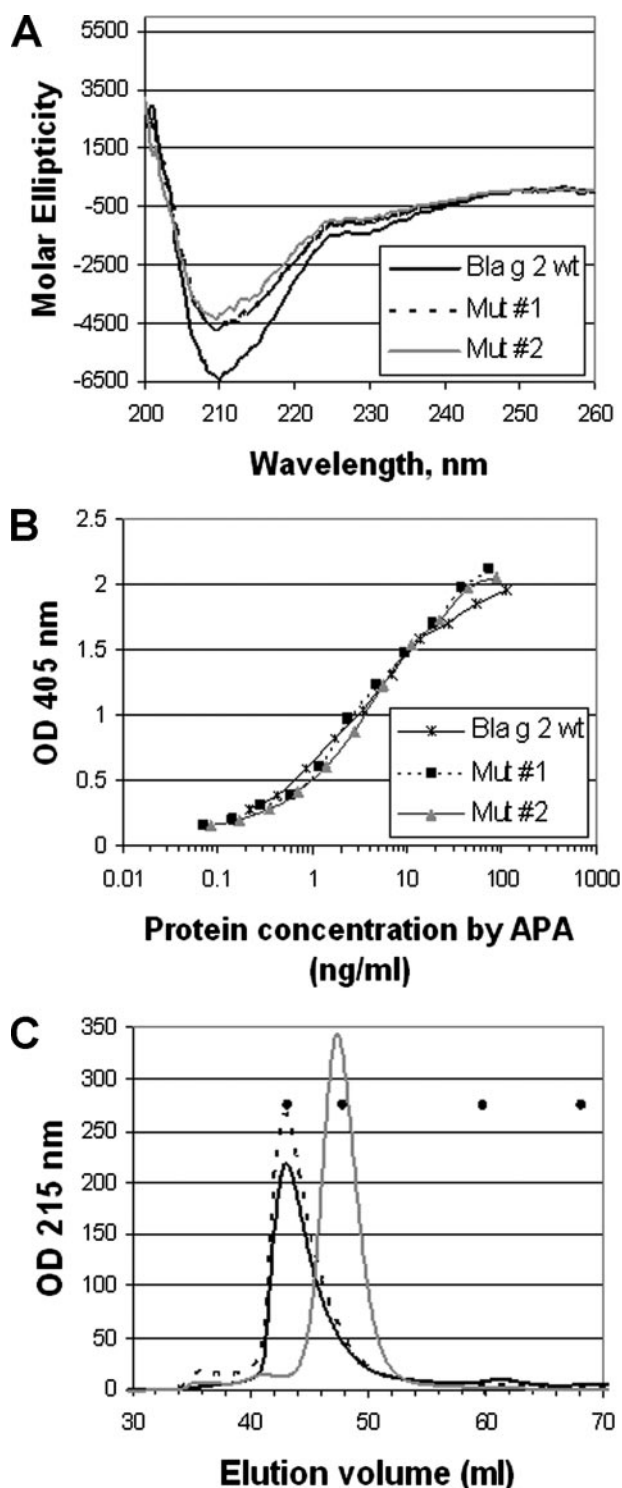 A
5500
3500
1500
-500
-2500
-4500
-6500
Molar Ellipticity
Bla g 2 wt
Mut #1
Mut #2
200 210 220 230 240 250 260
Wavelength, nm
B
2.5
2
1.5
1
0.5
0
OD 405 nm
Bla g 2 wt
Mut #1
Mut #2
0.01 0.1 1 10 100 1000
Protein concentration by APA
(ng/ml)
C
350
300
250
200
150
100
50
0
OD 215 nm
30 40 50 60 70
Elution volume (ml)